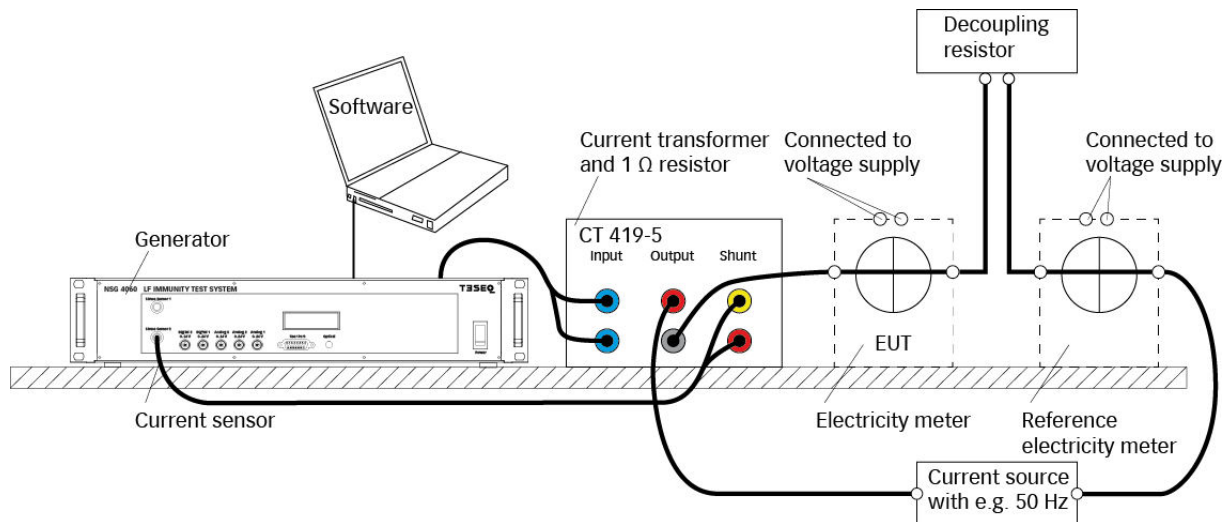 Decoupling
resistor
Software
Current transformer
and 1 Ω resistor
Connected to
voltage supply
Connected to
voltage supply
Generator
CT 419-5
Input Output Shunt
NSG 4060 LF IMMUNITY TEST SYSTEM
TESEQ
EUT
Current sensor
Electricity meter
Reference
electricity meter
Current source
with e.g. 50 Hz